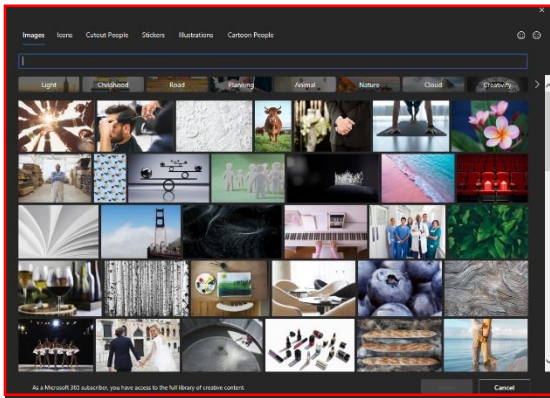 Images Icons Cutout People Stickers Illustrations Cartoon People
Light Childhood Road Planning Animal Nature Cloud Creativity
As a Microsoft 365 subscriber, you have access to the full library of creative content.
Cancel